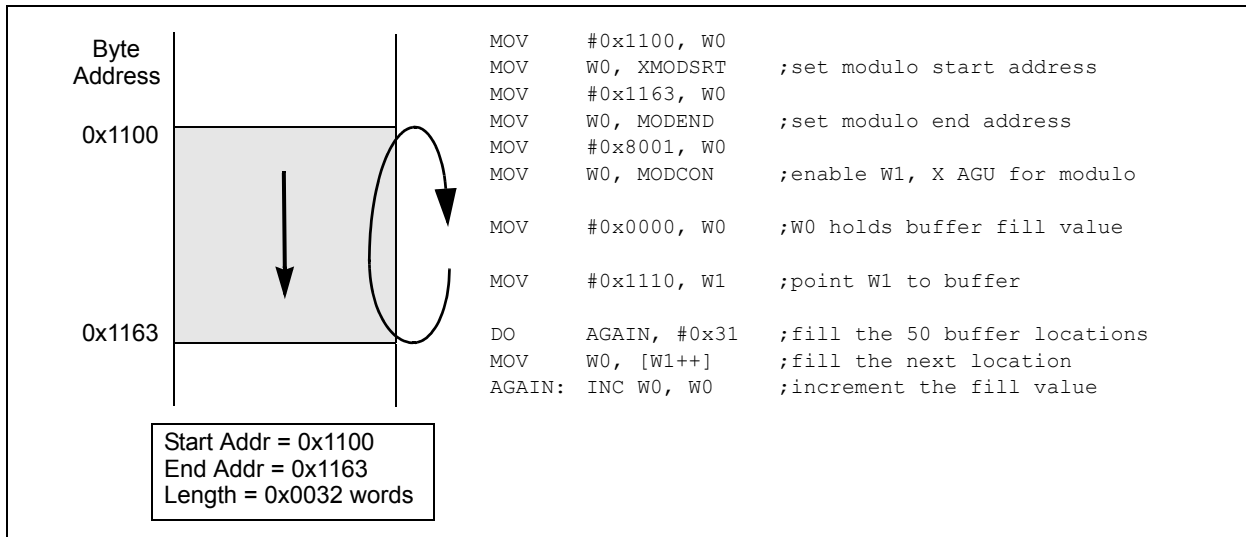 Byte
Address
0x1100
0x1163
Start Addr = 0x1100
End Addr = 0x1163
Length = 0x0032 words
MOV #0x1100, W0
MOV W0, XMODSRT ;set modulo start address
MOV #0x1163, W0
MOV W0, MODEND ;set modulo end address
MOV #0x8001, W0
MOV W0, MODCON ;enable W1, X AGU for modulo
MOV #0x0000, W0 ;W0 holds buffer fill value
MOV #0x1110, W1 ;point W1 to buffer
DO AGAIN, #0x31 ;fill the 50 buffer locations
MOV W0, [W1++] ;fill the next location
AGAIN: INC W0, W0 ;increment the fill value